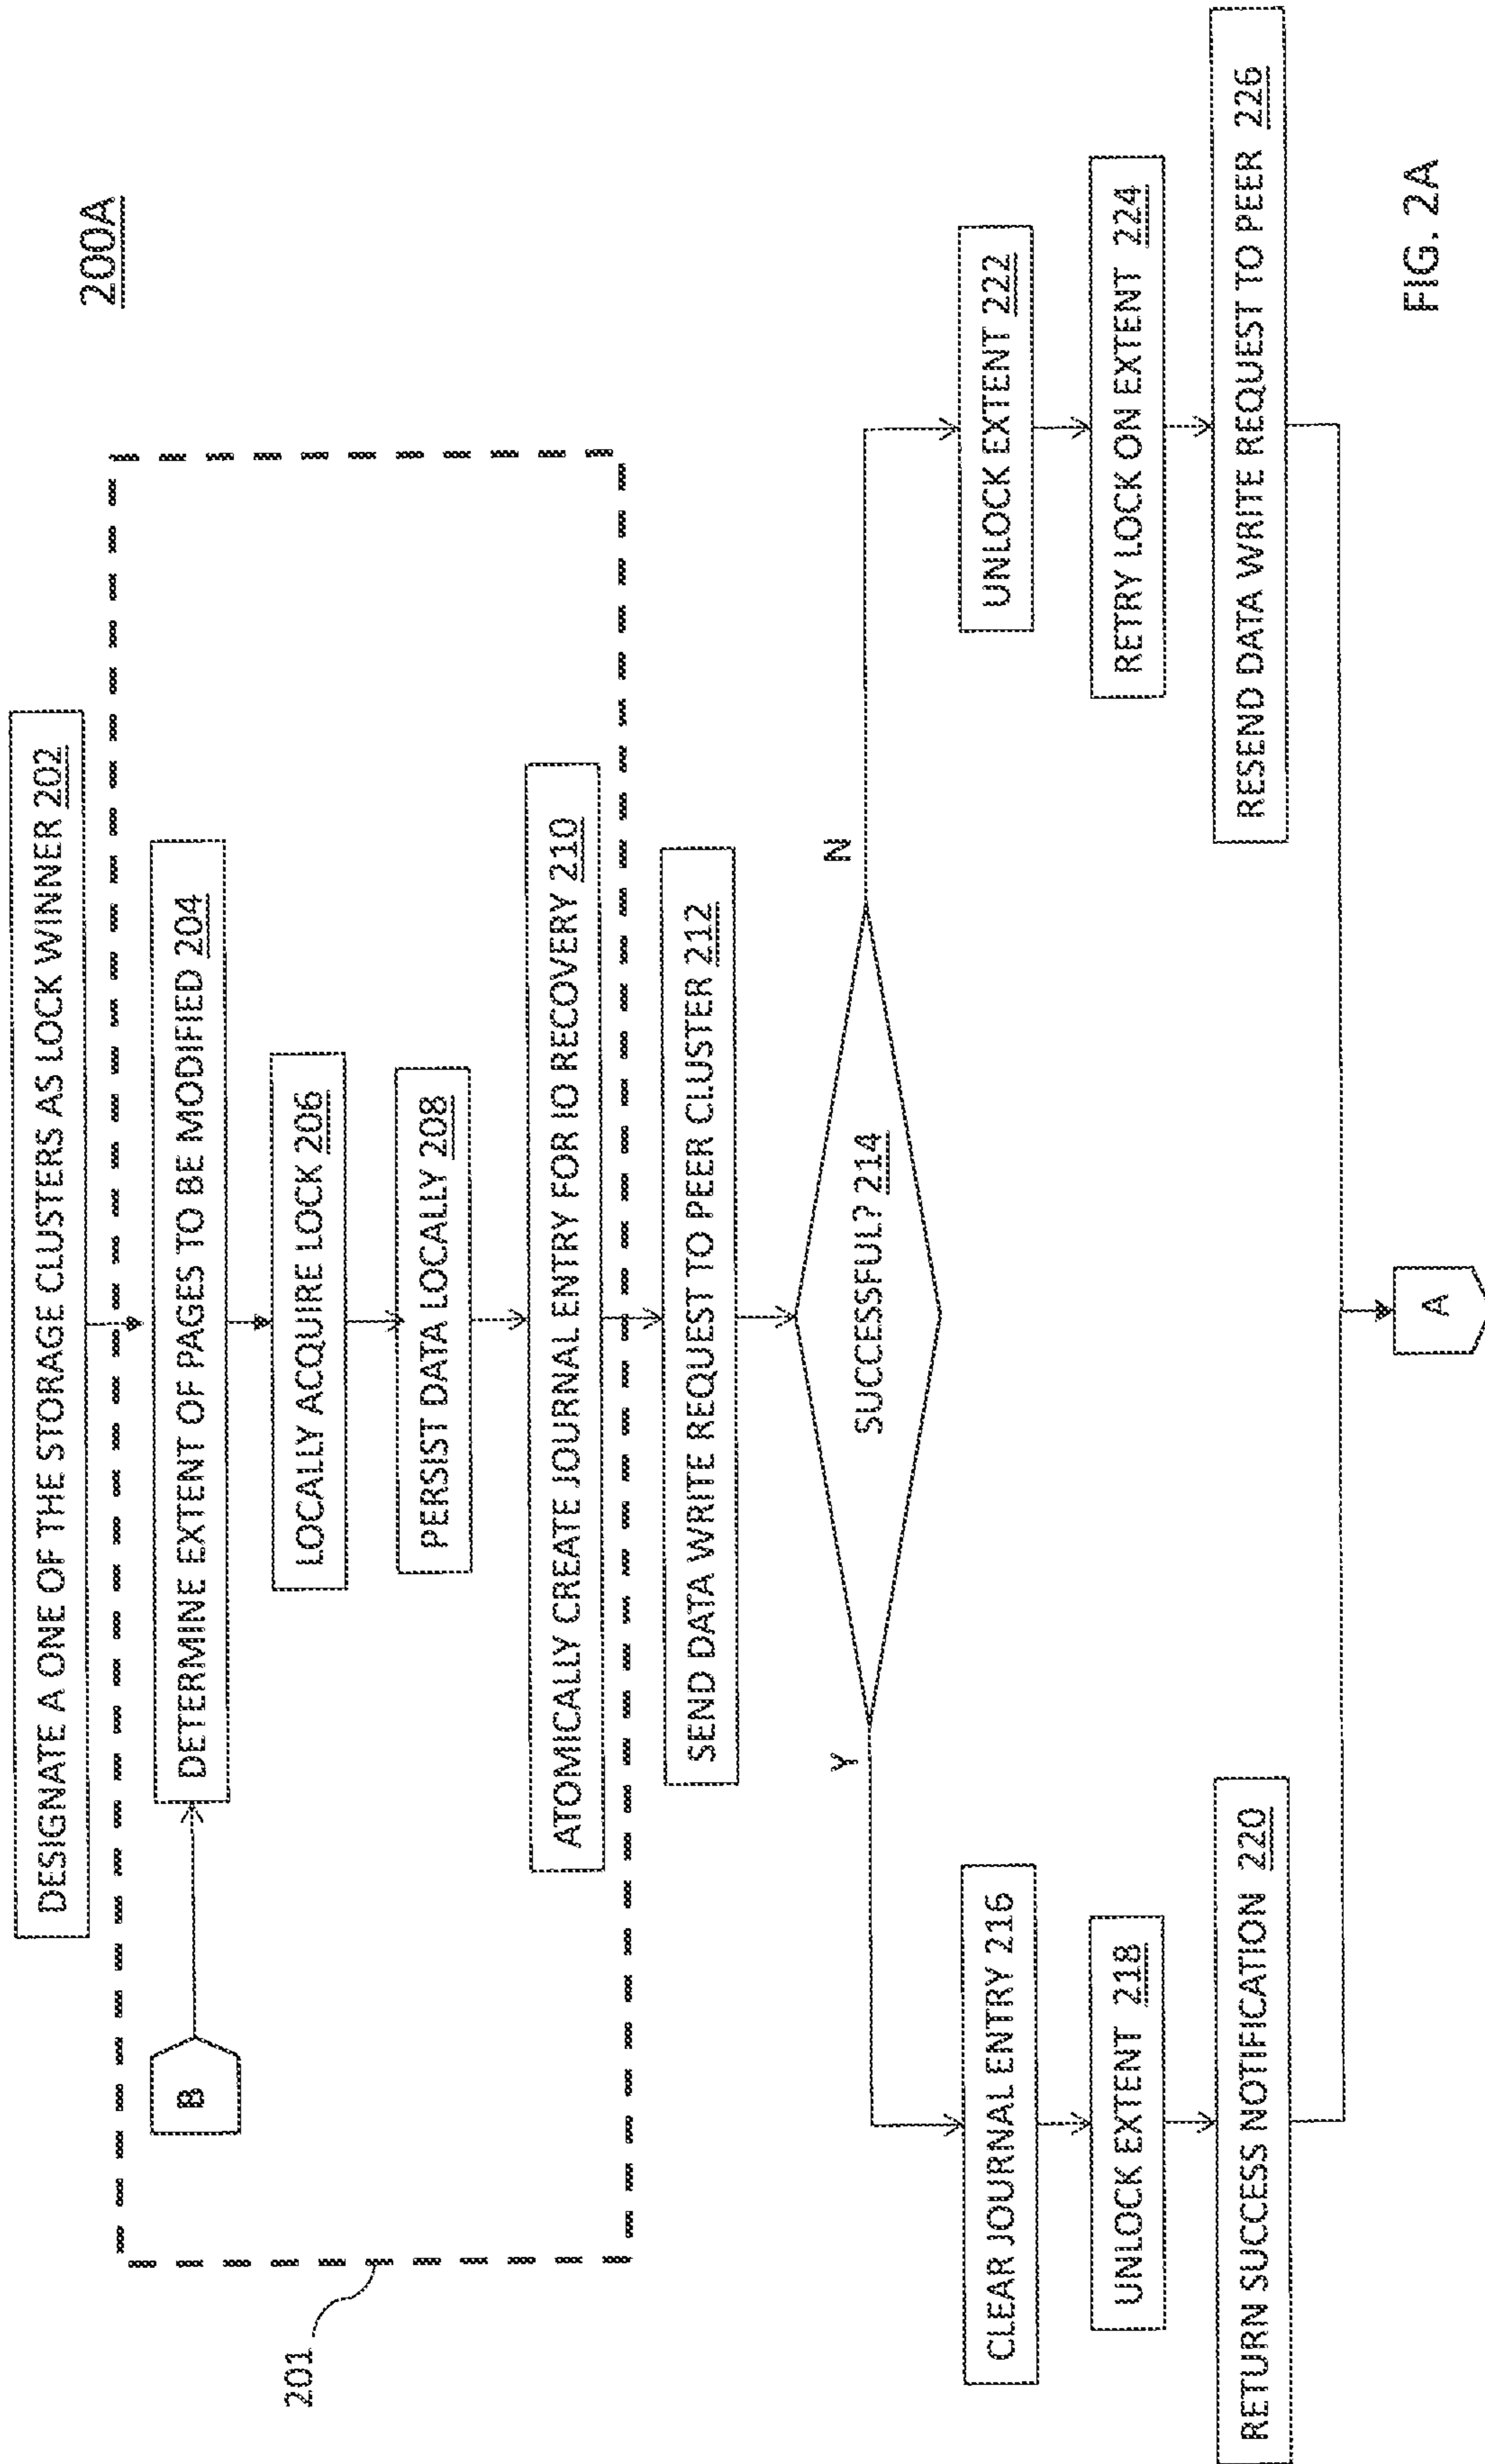 200A
DESIGNATE A ONE OF THE STORAGE CLUSTERS AS LOCK WINNER 202
201
B
DETERMINE EXTENT OF PAGES TO BE MODIFIED 204
LOCALLY ACQUIRE LOCK 206
PERSIST DATA LOCALLY 208
ATOMICALLY CREATE JOURNAL ENTRY FOR IO RECOVERY 210
SEND DATA WRITE REQUEST TO PEER CLUSTER 212
SUCCESSFUL? 214
Y
N
CLEAR JOURNAL ENTRY 216
UNLOCK EXTENT 218
RETURN SUCCESS NOTIFICATION 220
UNLOCK EXTENT 222
RETRY LOCK ON EXTENT 224
RESEND DATA WRITE REQUEST TO PEER 226
A
FIG. 2A